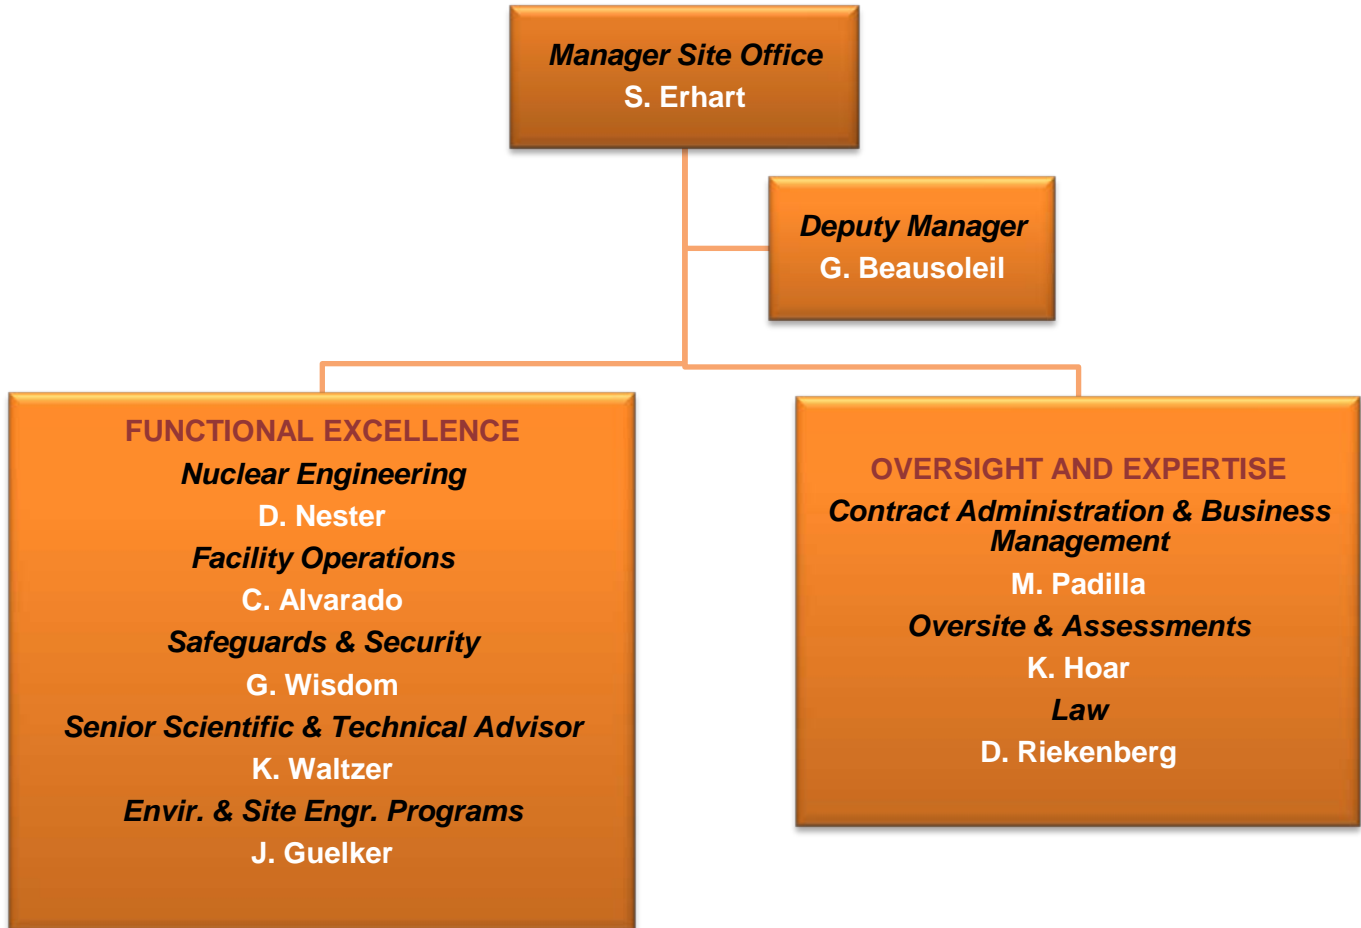 Manager Site Office
S. Erhart
Deputy Manager
G. Beausoleil
FUNCTIONAL EXCELLENCE
Nuclear Engineering
D. Nester
Facility Operations
C. Alvarado
Safeguards & Security
G. Wisdom
Senior Scientific & Technical Advisor
K. Waltzer
Envir. & Site Engr. Programs
J. Guelker
OVERSIGHT AND EXPERTISE
Contract Administration & Business
Management
M. Padilla
Oversite & Assessments
K. Hoar
Law
D. Riekenberg